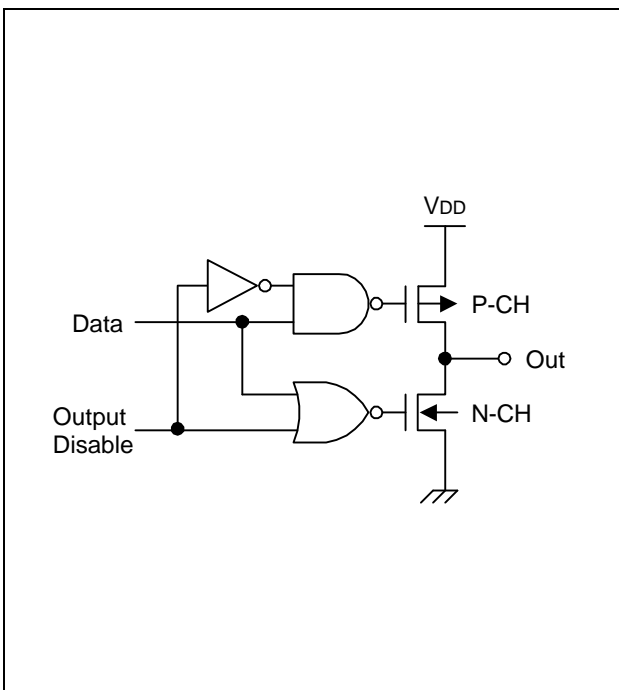 VDD
P-CH
Data
Out
Output
Disable
N-CH